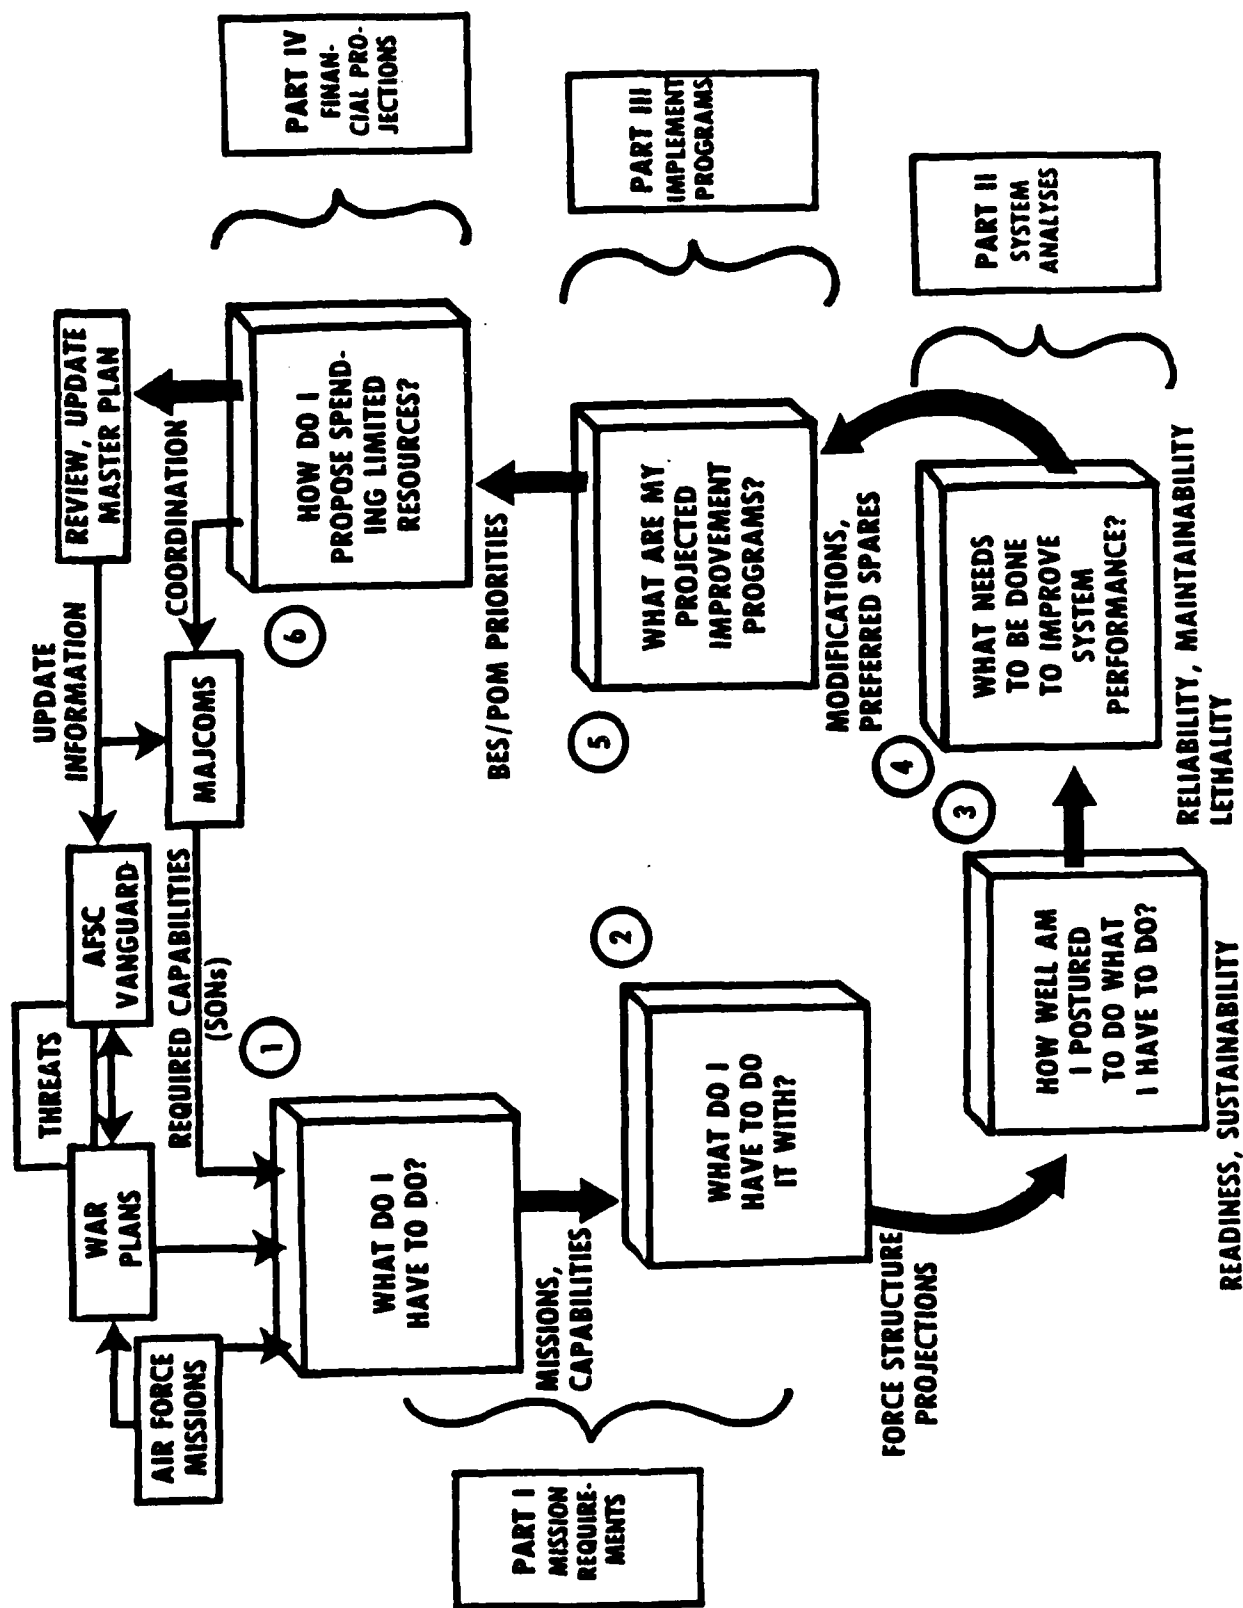 THREATS
AIR FORCE
MISSIONS
WAR
PLANS
AFSC
VANGUARD
UPDATE
INFORMATION
REVIEW, UPDATE
MASTER PLAN
REQUIRED CAPABILITIES
(SONs)
MAJCOMS
COORDINATION
1
WHAT DO I
HAVE TO DO?
6
HOW DO I
PROPOSE SPEND-
ING LIMITED
RESOURCES?
PART IV
FINAN-
CIAL PRO-
JECTIONS
PART I
MISSION
REQUIRE-
MENTS
MISSIONS,
CAPABILITIES
BES/POM PRIORITIES
2
WHAT DO I
HAVE TO DO
IT WITH?
5
WHAT ARE MY
PROJECTED
IMPROVEMENT
PROGRAMS?
PART III
IMPLEMENT
PROGRAMS
FORCE STRUCTURE
PROJECTIONS
MODIFICATIONS,
PREFERRED SPARES
3
HOW WELL AM
I POSTURED
TO DO WHAT
I HAVE TO DO?
4
WHAT NEEDS
TO BE DONE
TO IMPROVE
SYSTEM
PERFORMANCE?
PART II
SYSTEM
ANALYSES
READINESS, SUSTAINABILITY
RELIABILITY, MAINTAINABILITY
LETHALITY